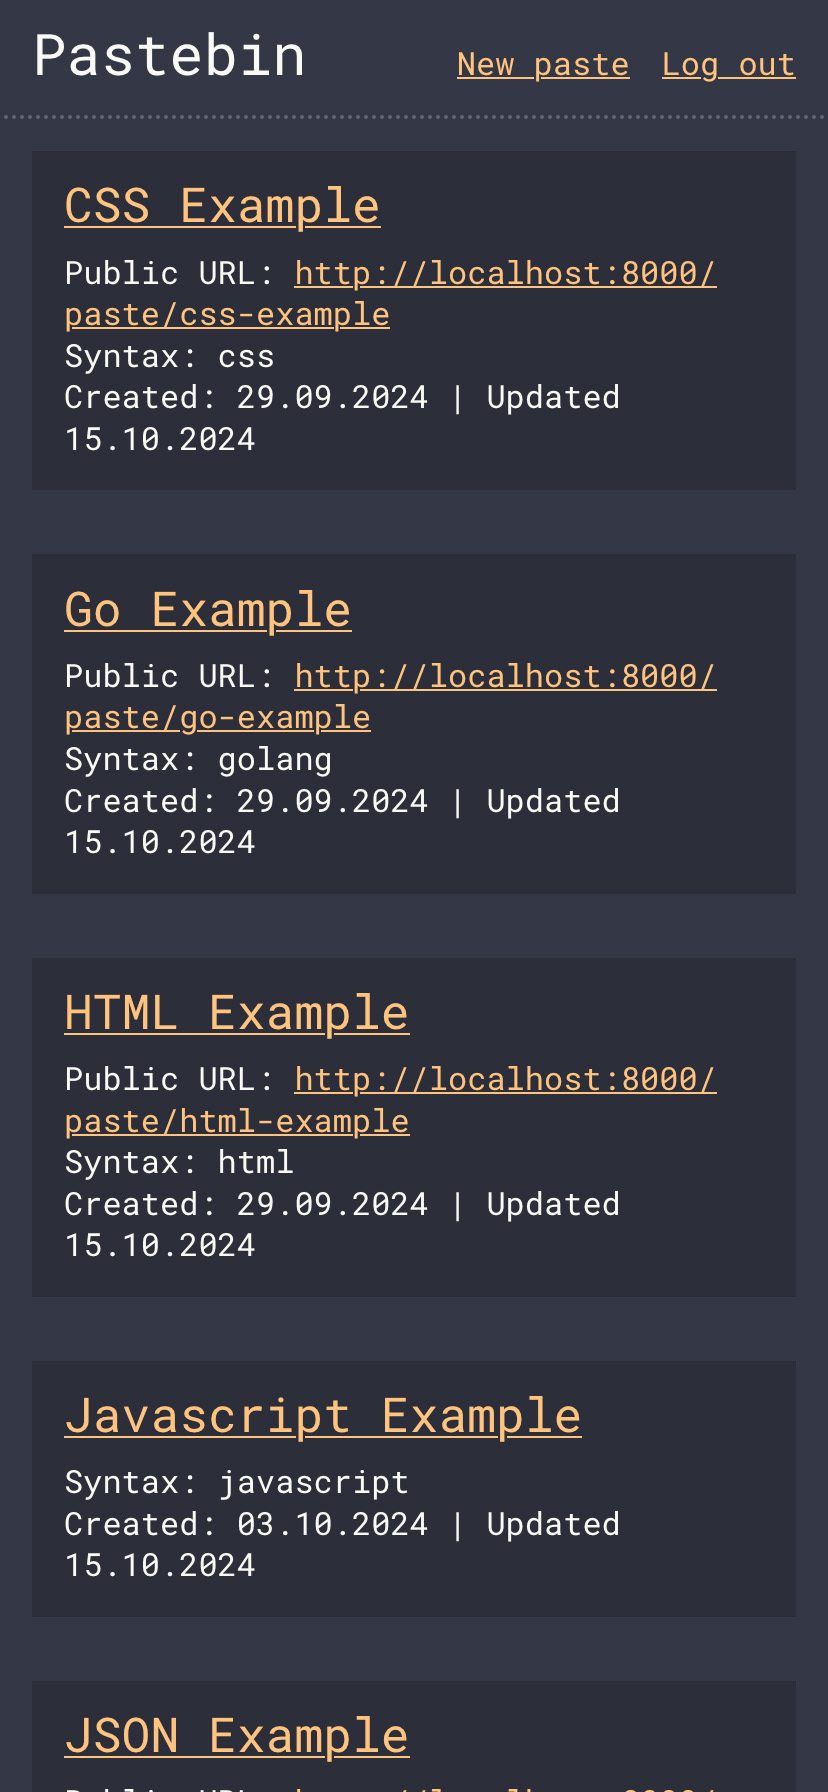 Pastebin
New paste Log out
CSS Example
Public URL: http://localhost:8000/
paste/css-example
Syntax: css
Created: 29.09.2024 | Updated
15.10.2024
Go Example
Public URL: http://localhost:8000/
paste/go-example
Syntax: golang
Created: 29.09.2024 | Updated
15.10.2024
HTML Example
Public URL: http://localhost:8000/
paste/html-example
Syntax: html
Created: 29.09.2024 | Updated
15.10.2024
Javascript Example
Syntax: javascript
Created: 03.10.2024 | Updated
15.10.2024
JSON Example